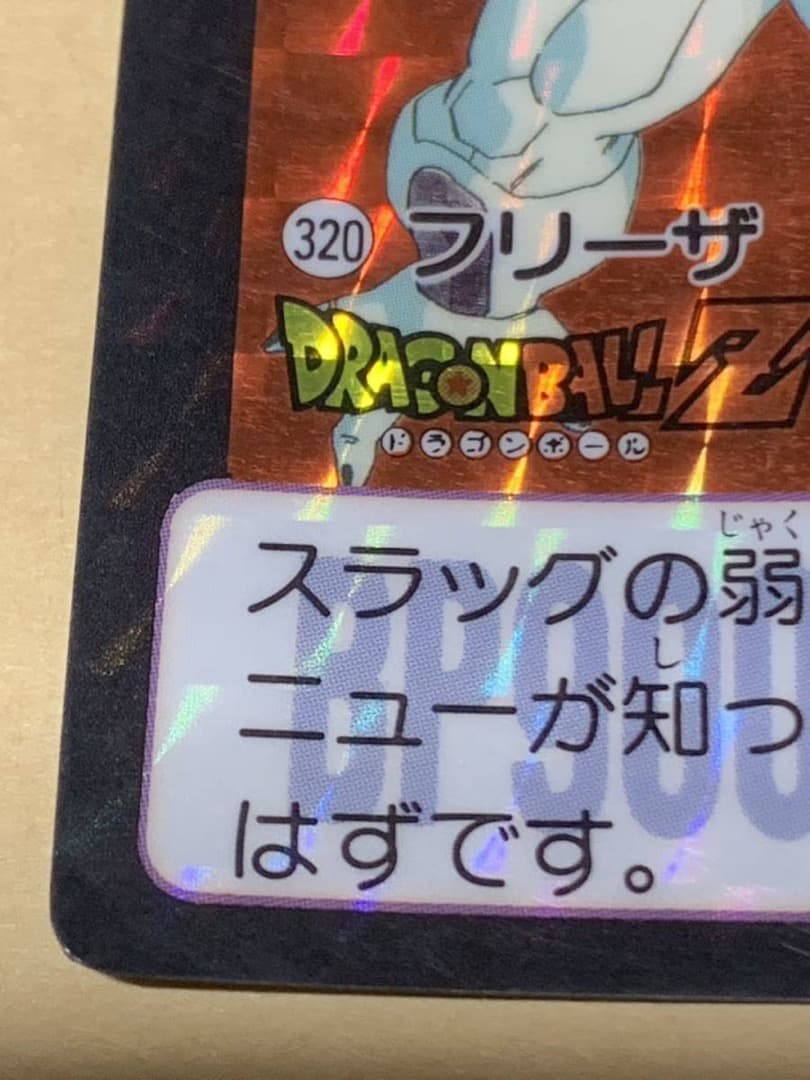 320 フリーザ
DRAGON BALL Z
ドラゴンボール
じゃく
スラッグの弱
し
ニューが知っ
はずです。
BP900